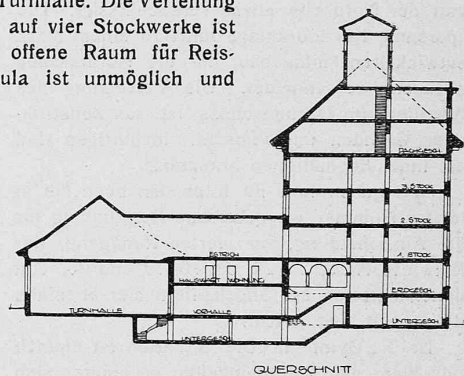 Turnhalle. Die Verteilung
auf vier Stockwerke ist
offene Raum für Reis-
ula ist unmöglich und
DACHGESCH.
3. STOCK
2. STOCK
ESTRICH
1. STOCK
HAUSWART WOHNUNG
ERDGESCH.
TURNHALLE
VORHALLE
UNTERGESCH.
UNTERGESCH.
QUERSCHNITT